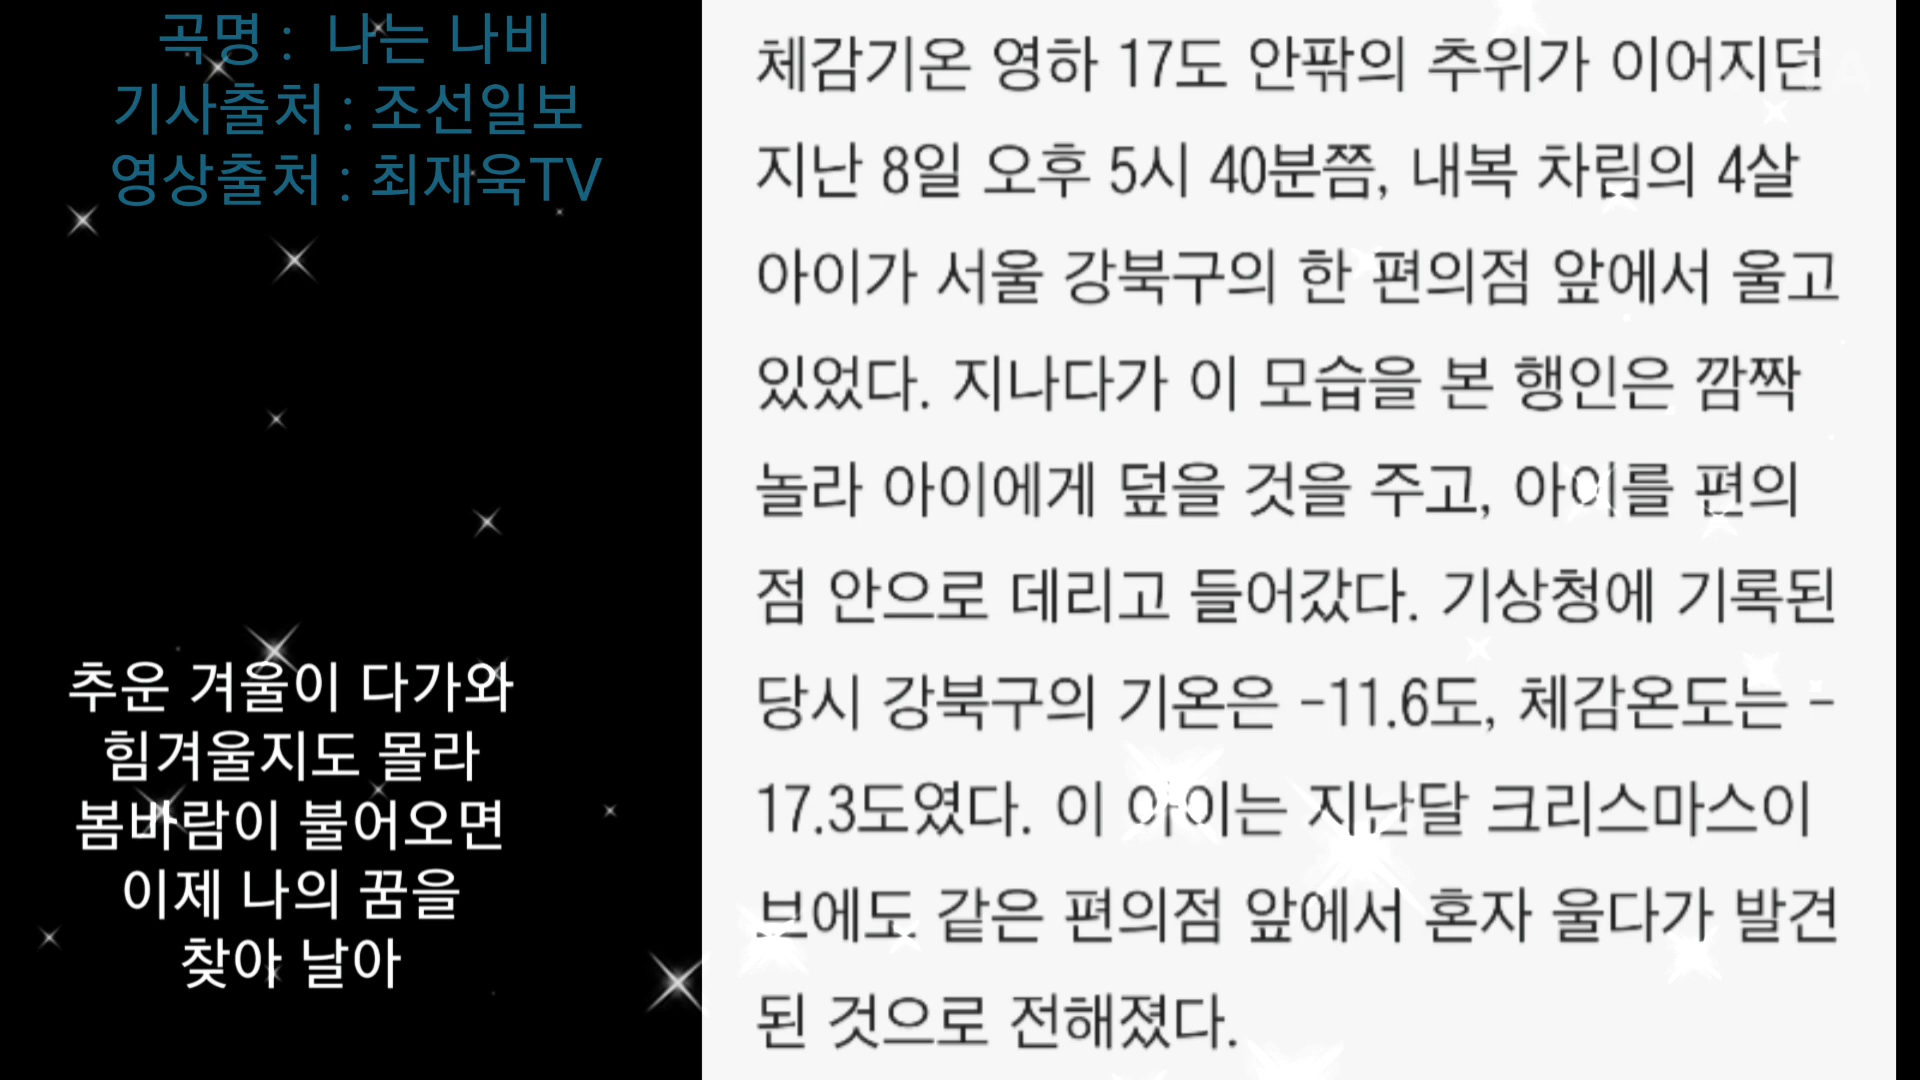 곡명 : 나는 나비
기사출처 : 조선일보
영상출처 : 최재욱TV
추운 겨울이 다가와
힘겨울지도 몰라
봄바람이 불어오면
이제 나의 꿈을
찾아 날아
체감기온 영하 17도 안팎의 추위가 이어지던
지난 8일 오후 5시 40분쯤, 내복 차림의 4살
아이가 서울 강북구의 한 편의점 앞에서 울고
있었다. 지나다가 이 모습을 본 행인은 깜짝
놀라 아이에게 덮을 것을 주고, 아이를 편의
점 안으로 데리고 들어갔다. 기상청에 기록된
당시 강북구의 기온은 -11.6도, 체감온도는 -
17.3도였다. 이 아이는 지난달 크리스마스이
브에도 같은 편의점 앞에서 혼자 울다가 발견
된 것으로 전해졌다.